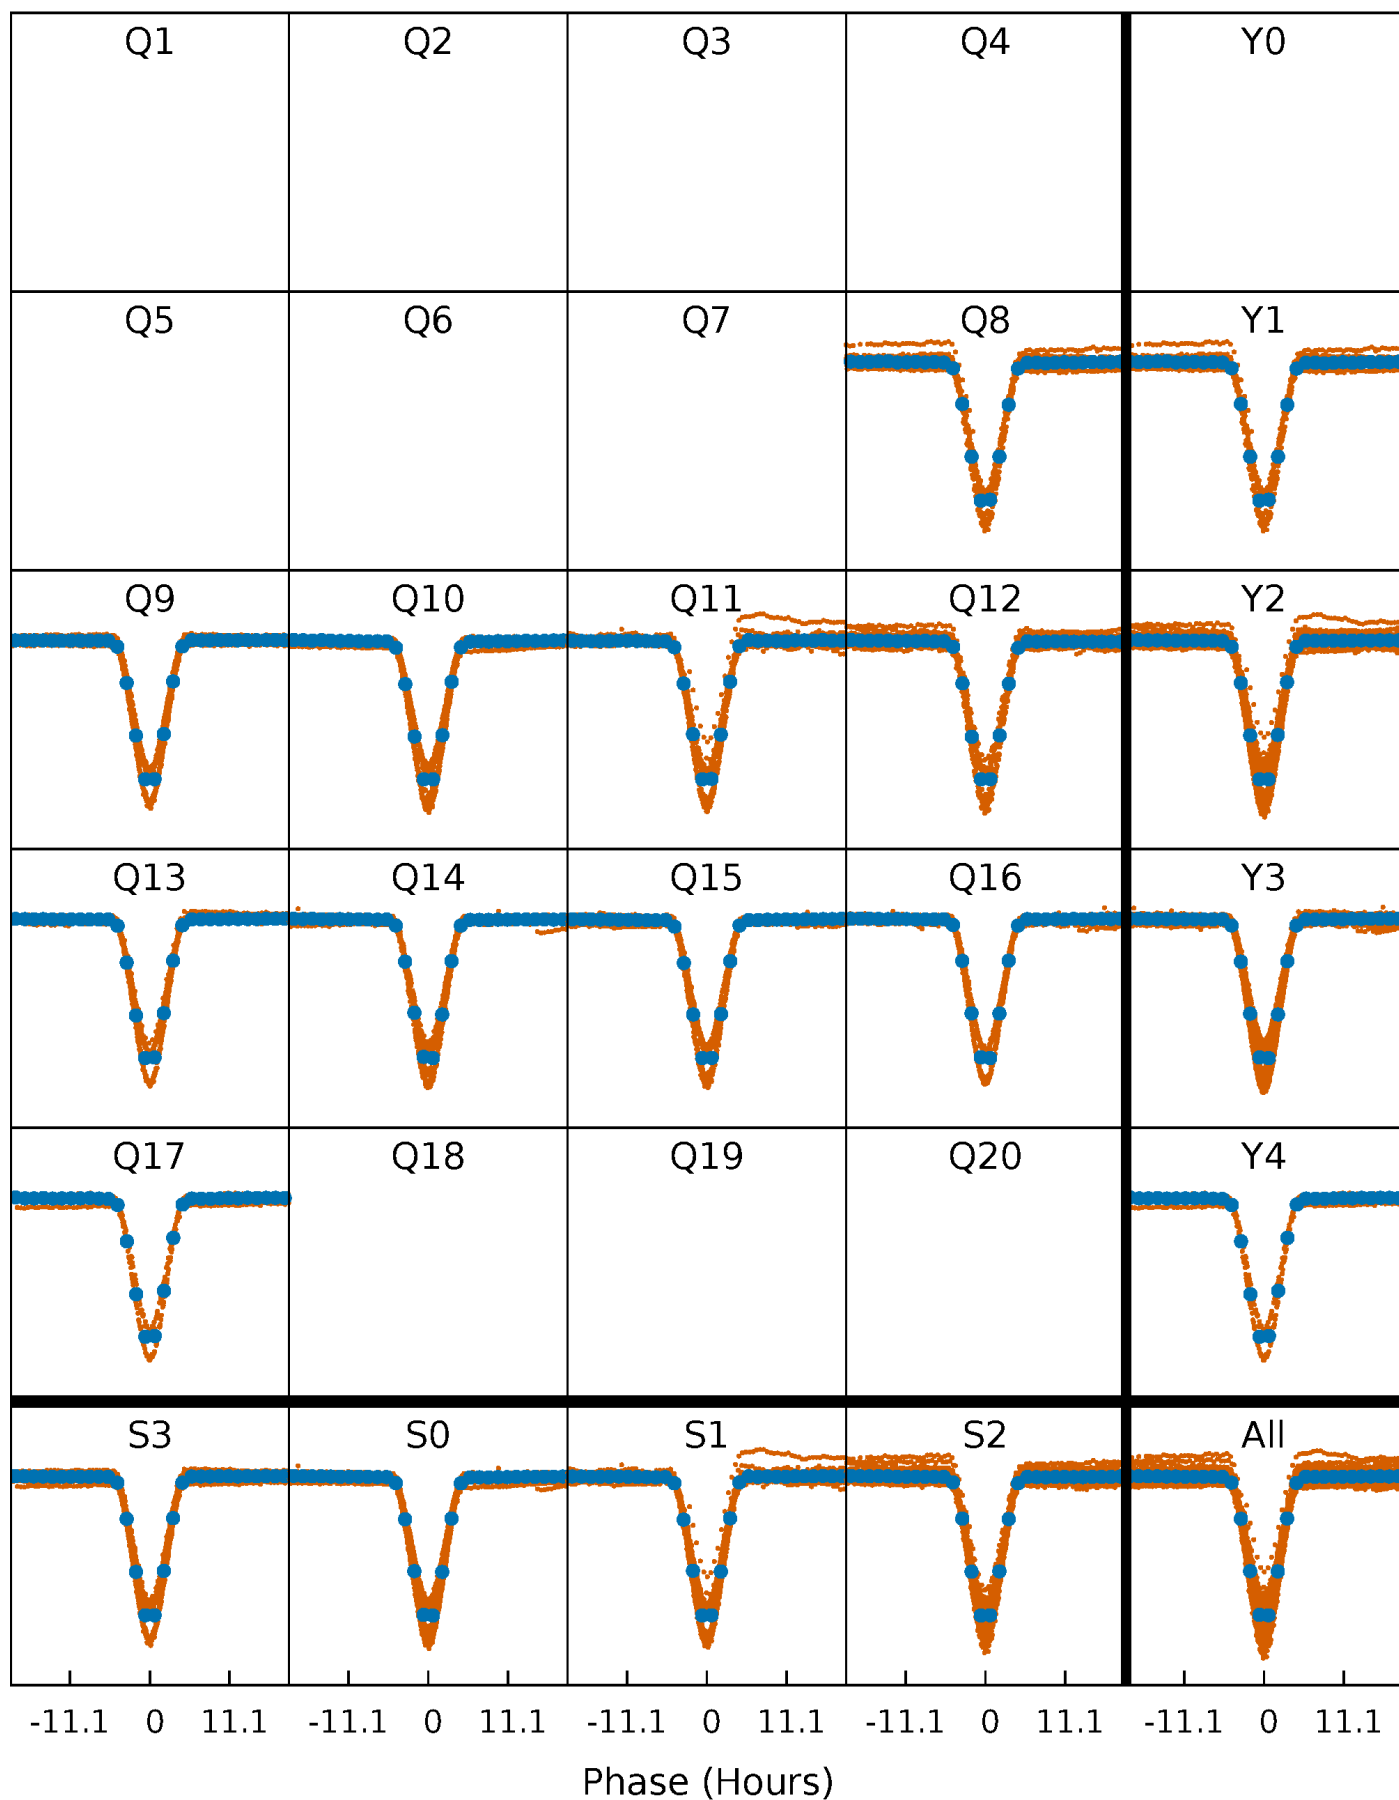 Q1 Q2 Q3 Q4 Y0
Q5 Q6 Q7 Q8 Y1
Q9 Q10 Q11 Q12 Y2
Q13 Q14 Q15 Q16 Y3
Q17 Q18 Q19 Q20 Y4
S3 S0 S1 S2 All
-11.1 0 11.1 -11.1 0 11.1 -11.1 0 11.1 -11.1 0 11.1 -11.1 0 11.1
Phase (Hours)